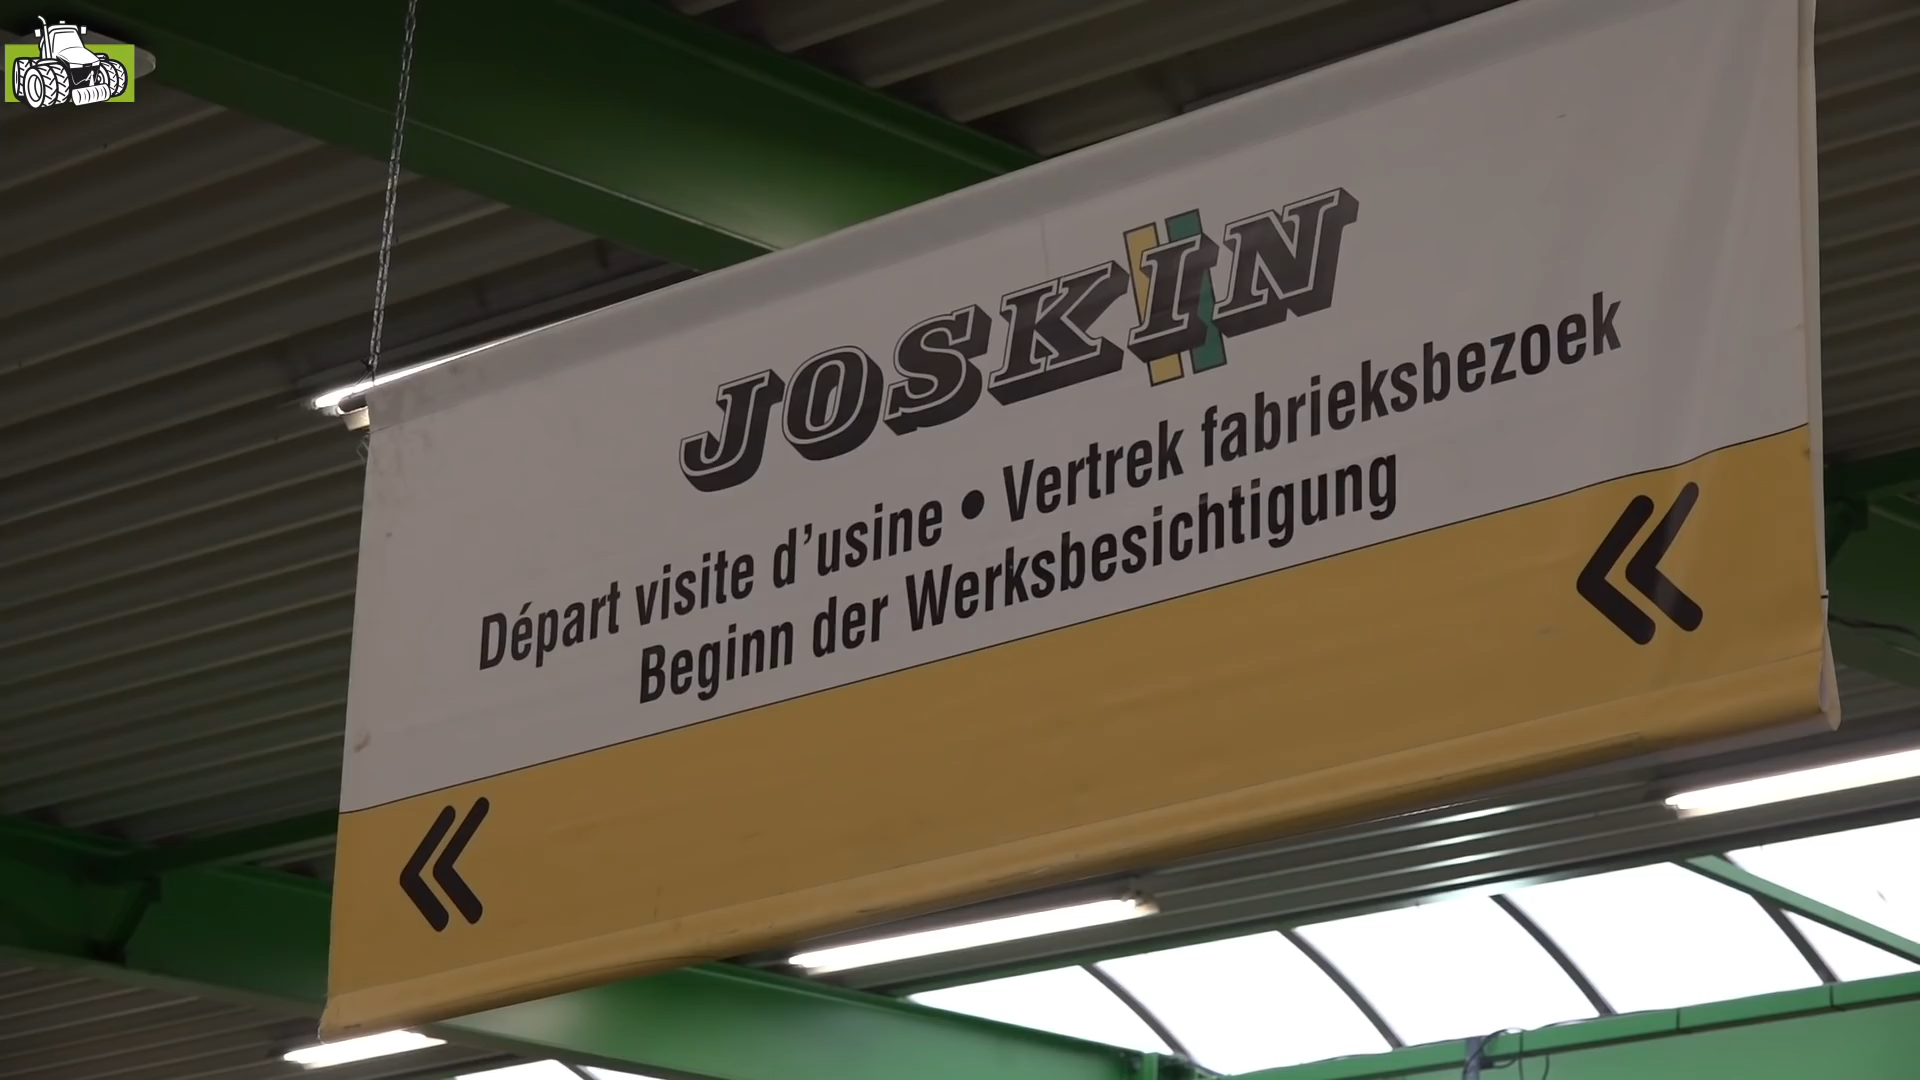 JOSKIN
Départ visite d'usine • Vertrek fabrieksbezoek
Beginn der Werksbesichtigung